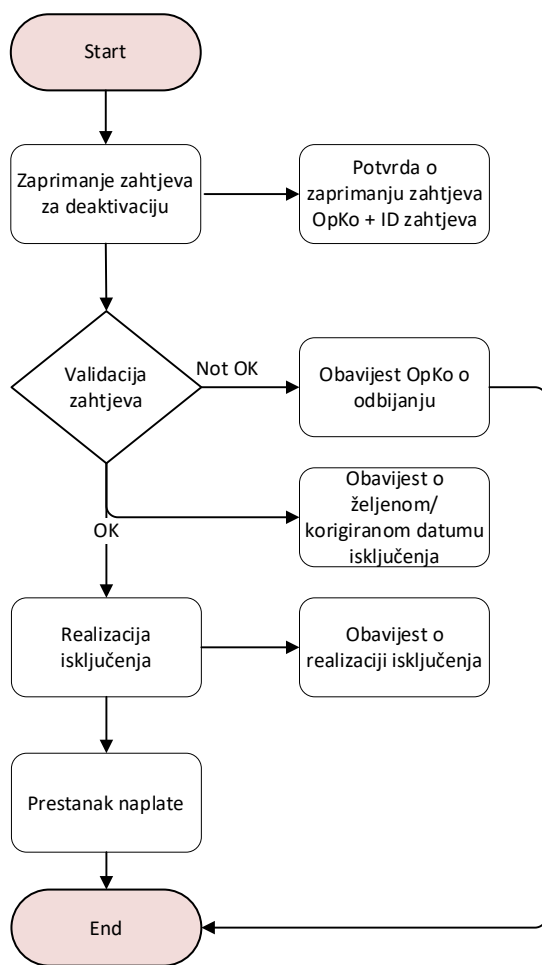 Start
Zaprimanje zahtjeva
za deaktivaciju
Potvrda o
zaprimanju zahtjeva
OpKo + ID zahtjeva
Validacija
zahtjeva
Not OK
Obavijest OpKo o
odbijanju
OK
Obavijest o
željenom/
korigiranom datumu
isključenja
Realizacija
isključenja
Obavijest o
realizaciji isključenja
Prestanak naplate
End